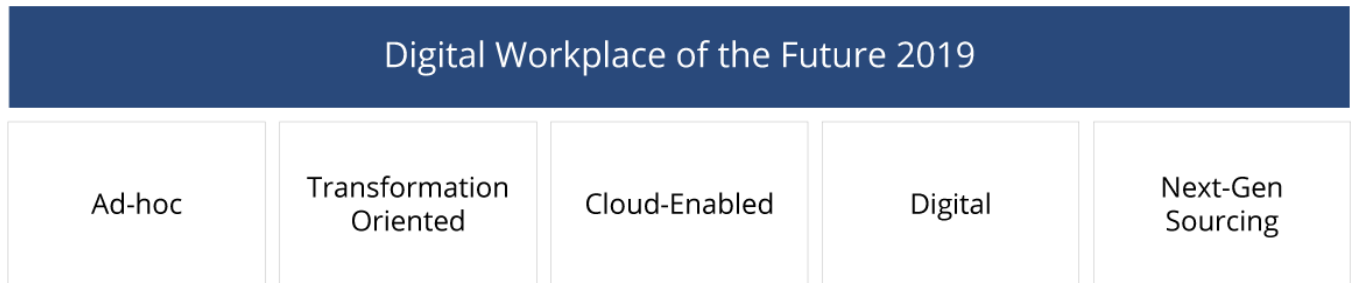 Digital Workplace of the Future 2019
Ad-hoc
Transformation
Oriented
Cloud-Enabled
Digital
Next-Gen
Sourcing